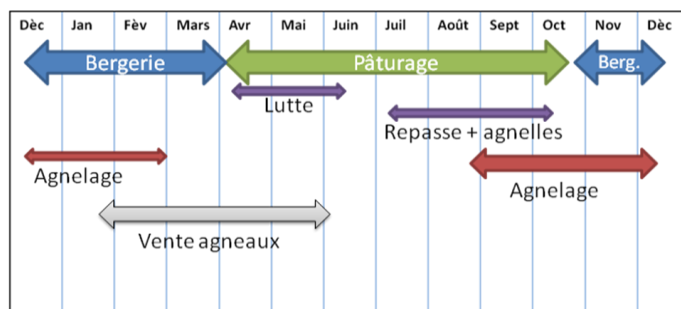 Dèc Jan Fèv Mars Avr Mai Juin Juil Août Sept Oct Nov Dèc
Bergerie Pâturage Berg.
Lutte
Repasse + agnelles
Agnelage
Agnelage
Vente agneaux